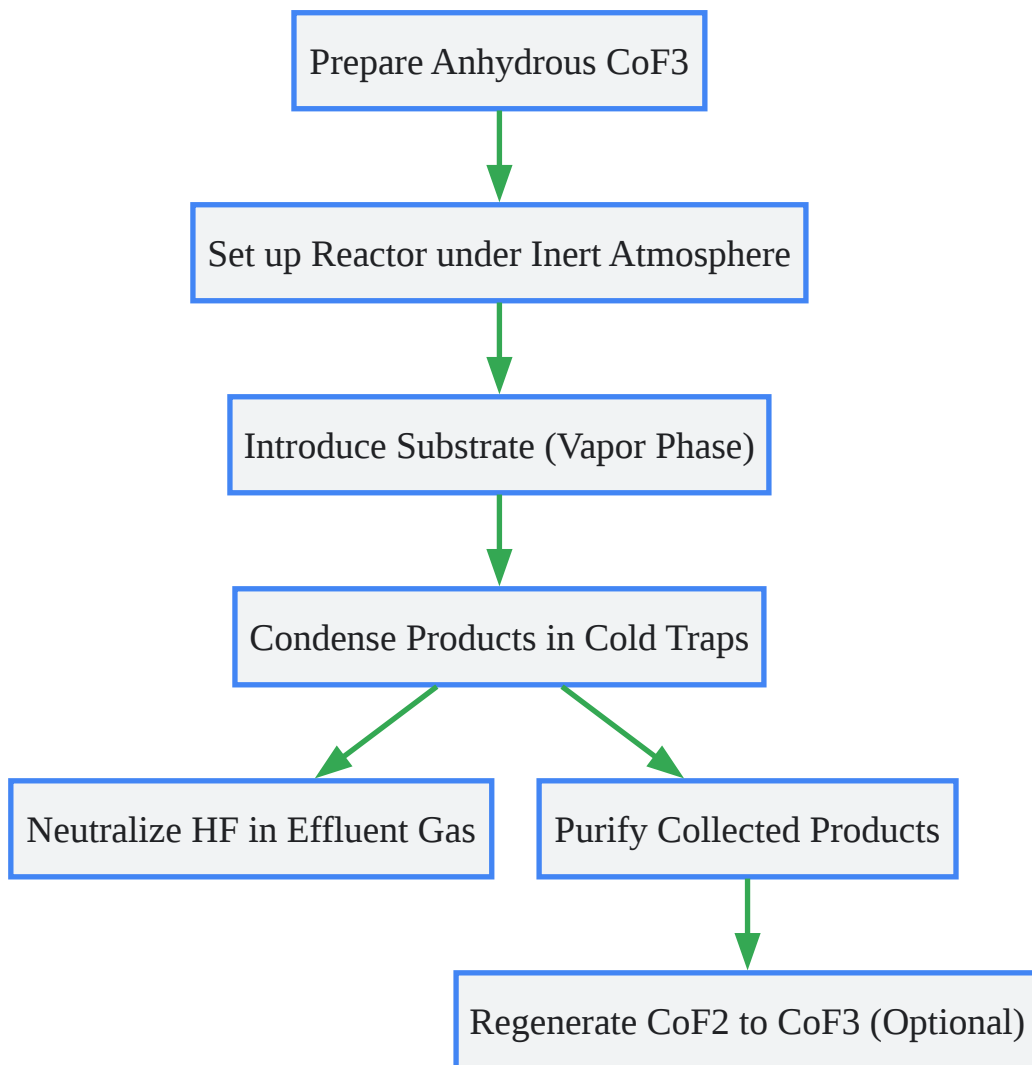 Prepare Anhydrous CoF3
Set up Reactor under Inert Atmosphere
Introduce Substrate (Vapor Phase)
Condense Products in Cold Traps
Neutralize HF in Effluent Gas
Purify Collected Products
Regenerate CoF2 to CoF3 (Optional)